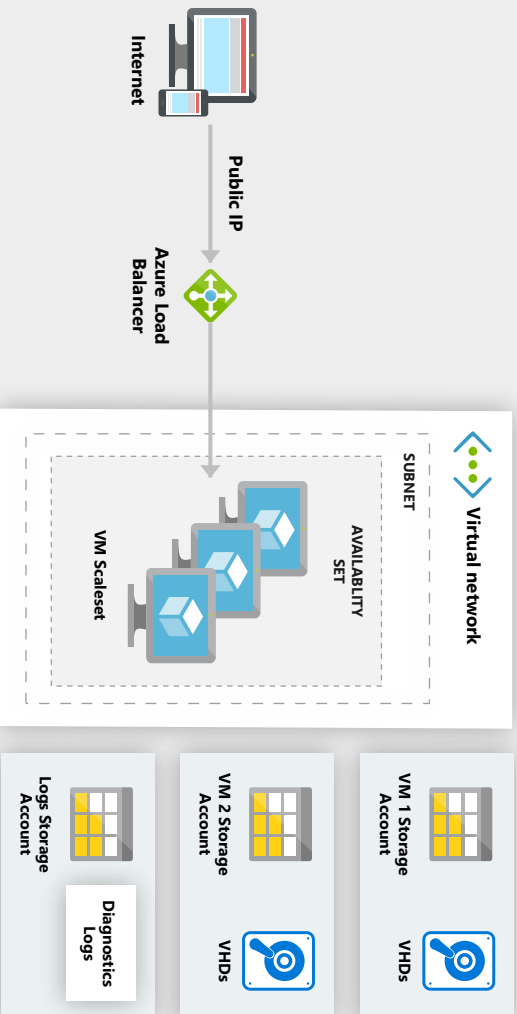 Internet
Public IP
Azure Load
Balancer
Virtual network
SUBNET
AVAILABLITY
SET
VM Scaleset
VM 1 Storage
Account
VHDs
VM 2 Storage
Account
VHDs
Logs Storage
Account
Diagnostics
Logs